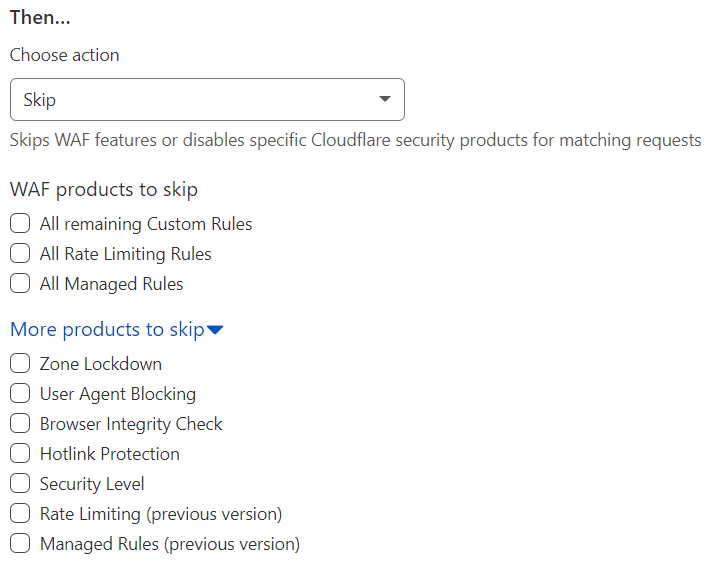 Then...
Choose action
Skip
Skips WAF features or disables specific Cloudflare security products for matching requests
WAF products to skip
All remaining Custom Rules
All Rate Limiting Rules
All Managed Rules
More products to skip
Zone Lockdown
User Agent Blocking
Browser Integrity Check
Hotlink Protection
Security Level
Rate Limiting (previous version)
Managed Rules (previous version)